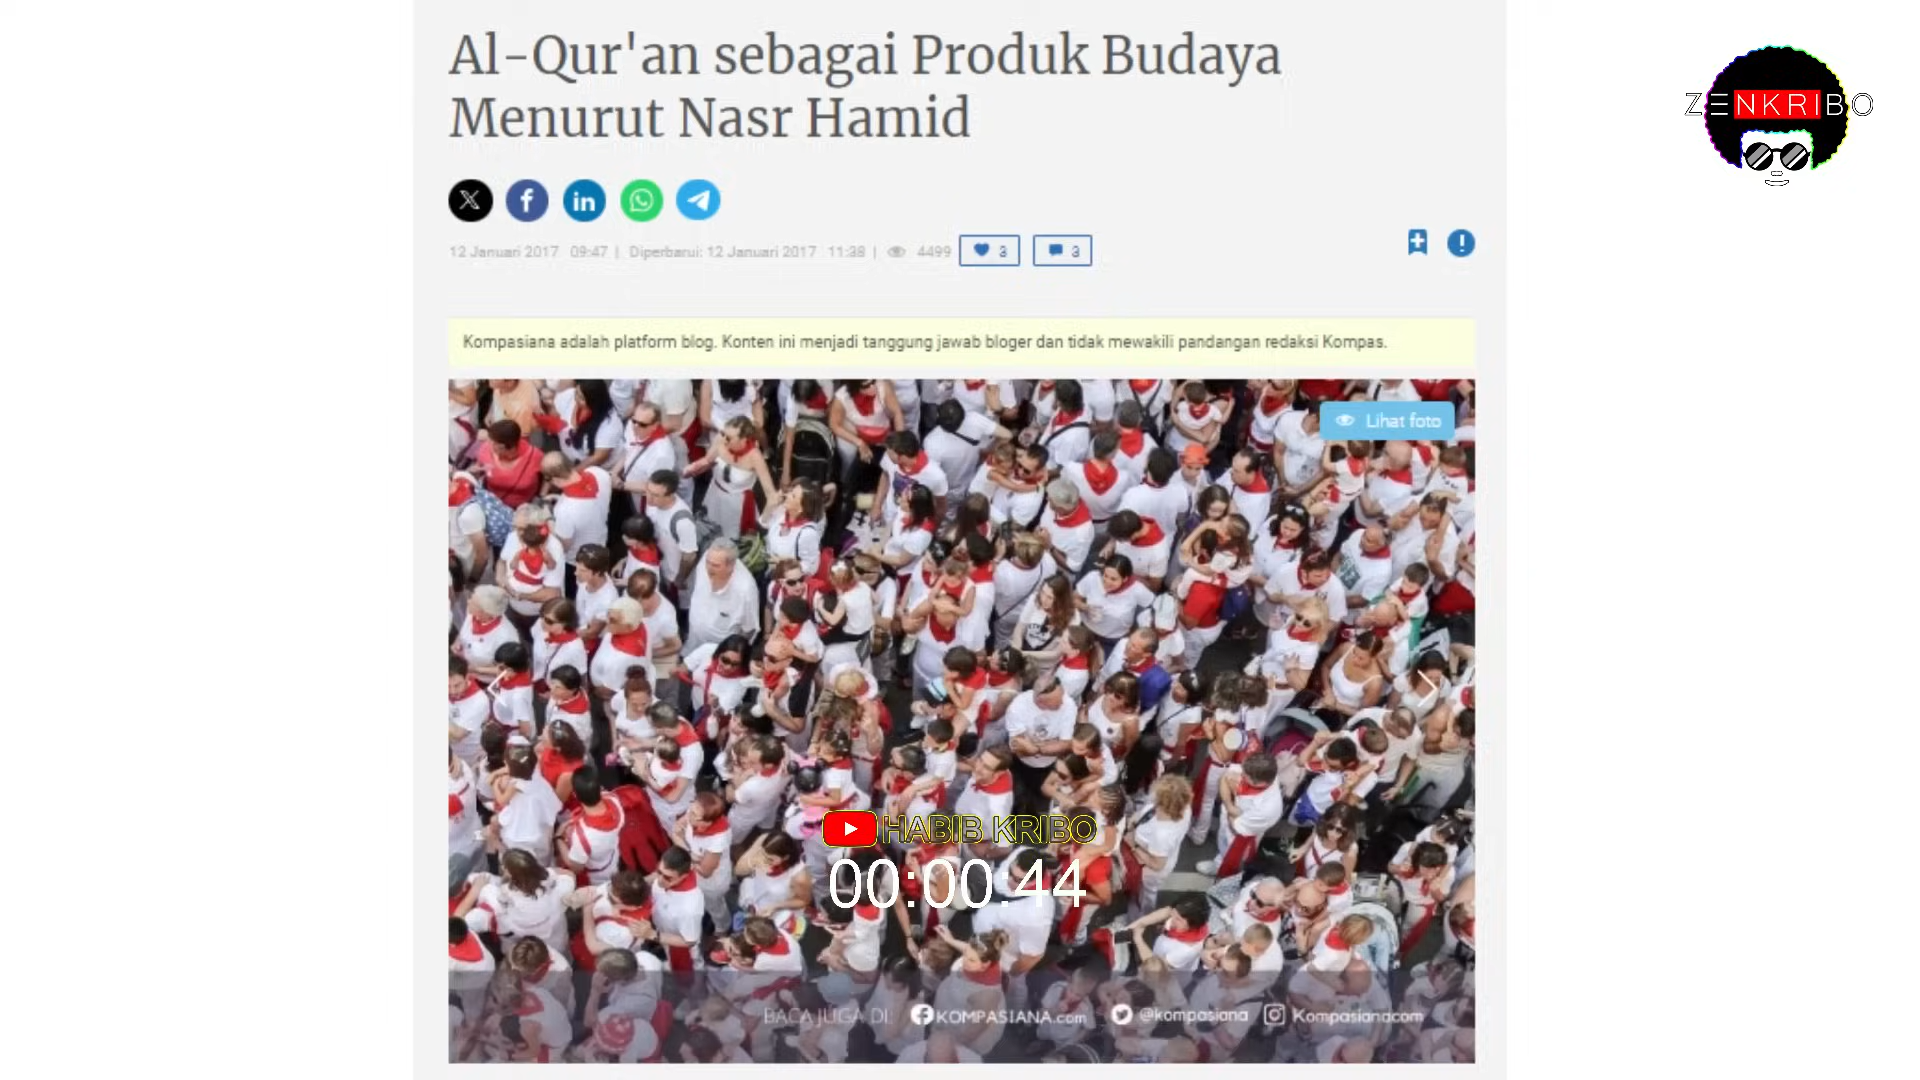 Al-Qur'an sebagai Produk Budaya
Menurut Nasr Hamid
ZENKRIBO
12 Januari 2017 09:47 | Diperbarui: 12 Januari 2017 11:38 | 4499 3 3
Kompasiana adalah platform blog. Konten ini menjadi tanggung jawab bloger dan tidak mewakili pandangan redaksi Kompas.
Lihat foto
HABIB KRIBO
00:00:44
BACA JUGA DI: KOMPASIANA.com @kompasiana Kompasianacom